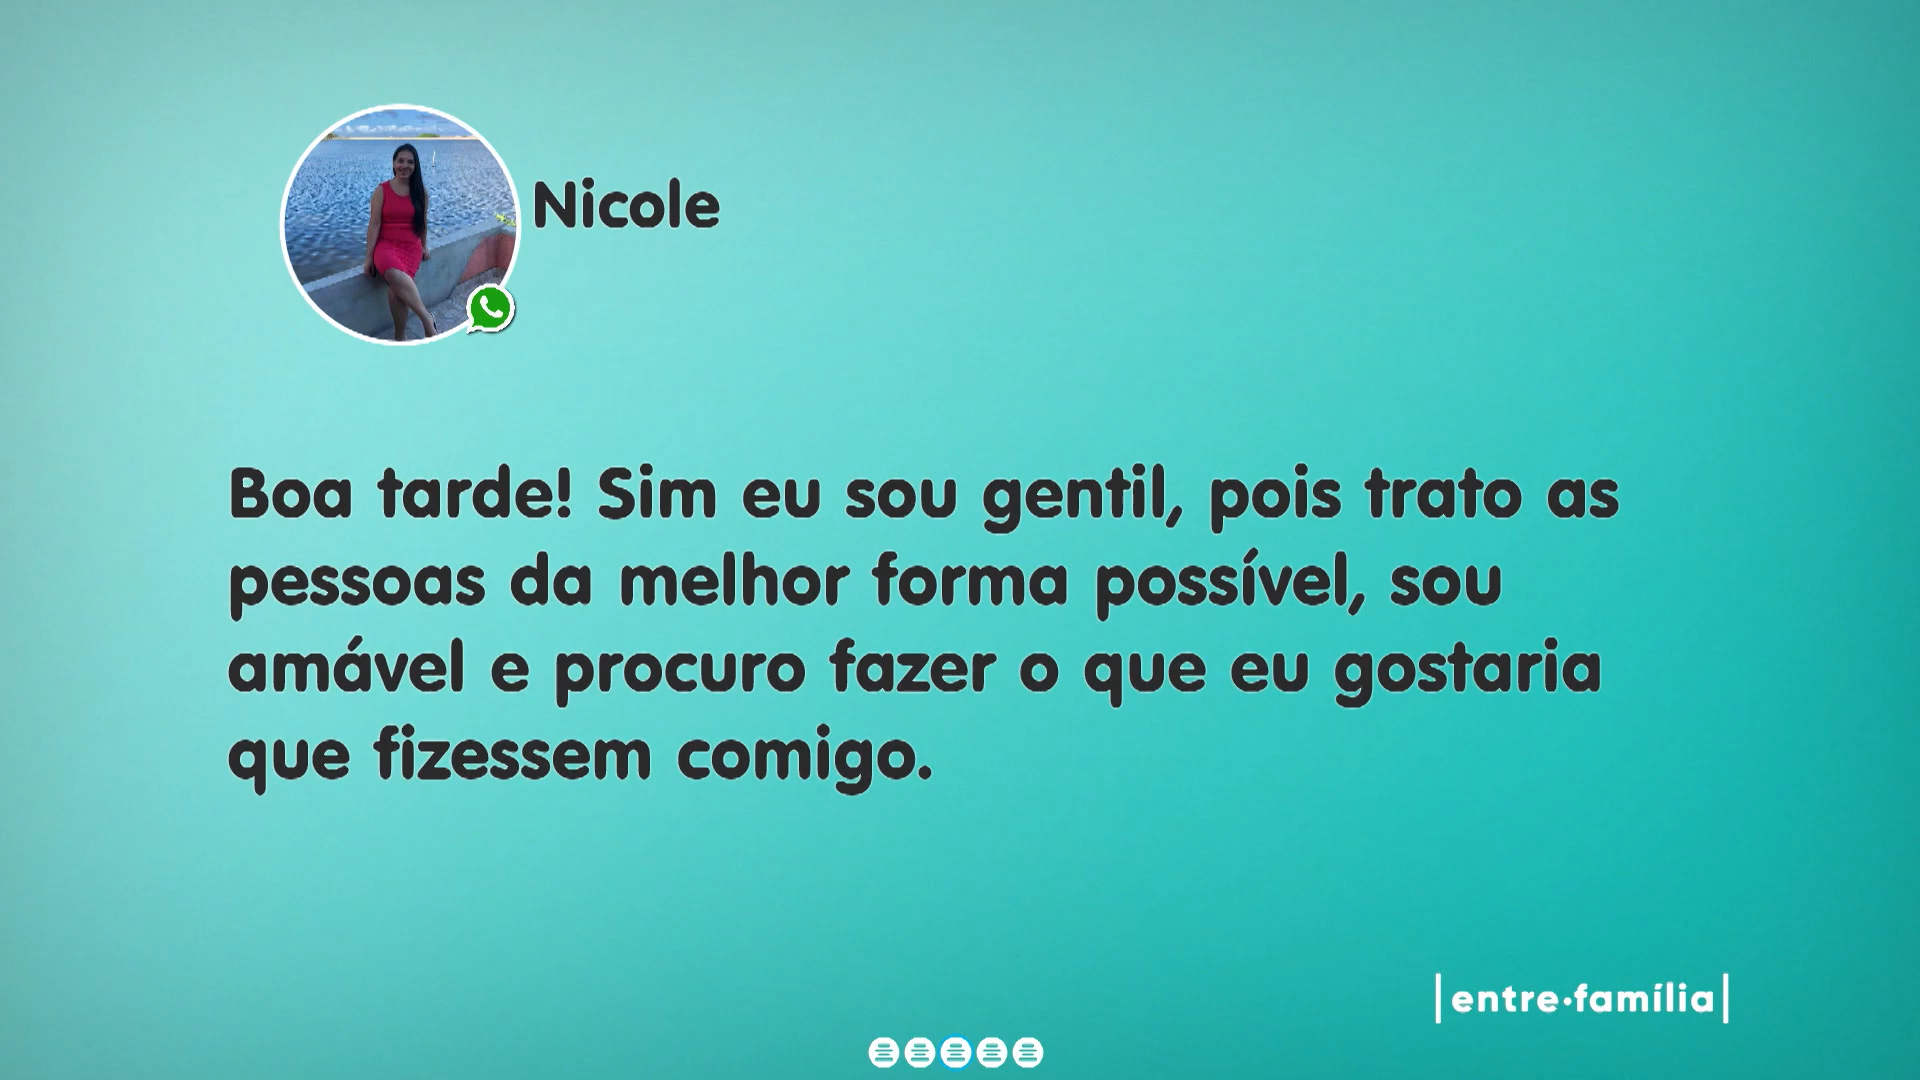 Nicole
Boa tarde! Sim eu sou gentil, pois trato as
pessoas da melhor forma possível, sou
amável e procuro fazer o que eu gostaria
que fizessem comigo.
|entre•família|